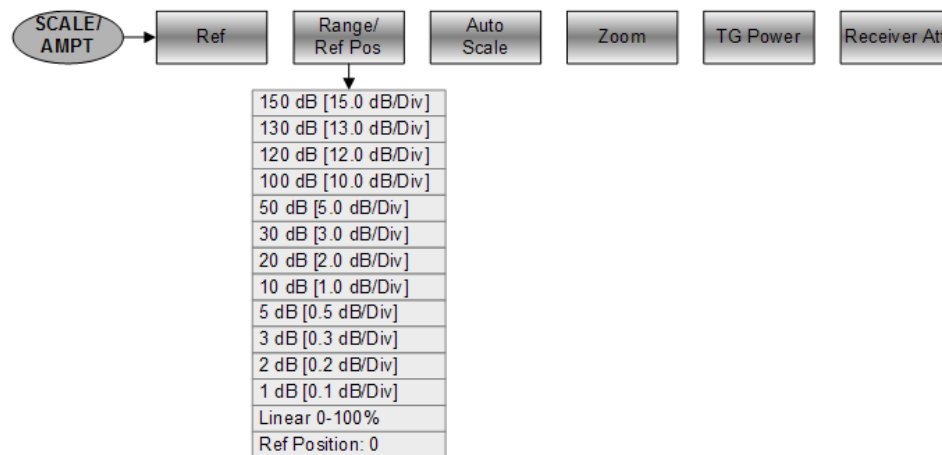 SCALE/
AMPT
Ref
Range/
Ref Pos
Auto
Scale
Zoom
TG Power
Receiver Att
150 dB [15.0 dB/Div]
130 dB [13.0 dB/Div]
120 dB [12.0 dB/Div]
100 dB [10.0 dB/Div]
50 dB [5.0 dB/Div]
30 dB [3.0 dB/Div]
20 dB [2.0 dB/Div]
10 dB [1.0 dB/Div]
5 dB [0.5 dB/Div]
3 dB [0.3 dB/Div]
2 dB [0.2 dB/Div]
1 dB [0.1 dB/Div]
Linear 0-100%
Ref Position: 0